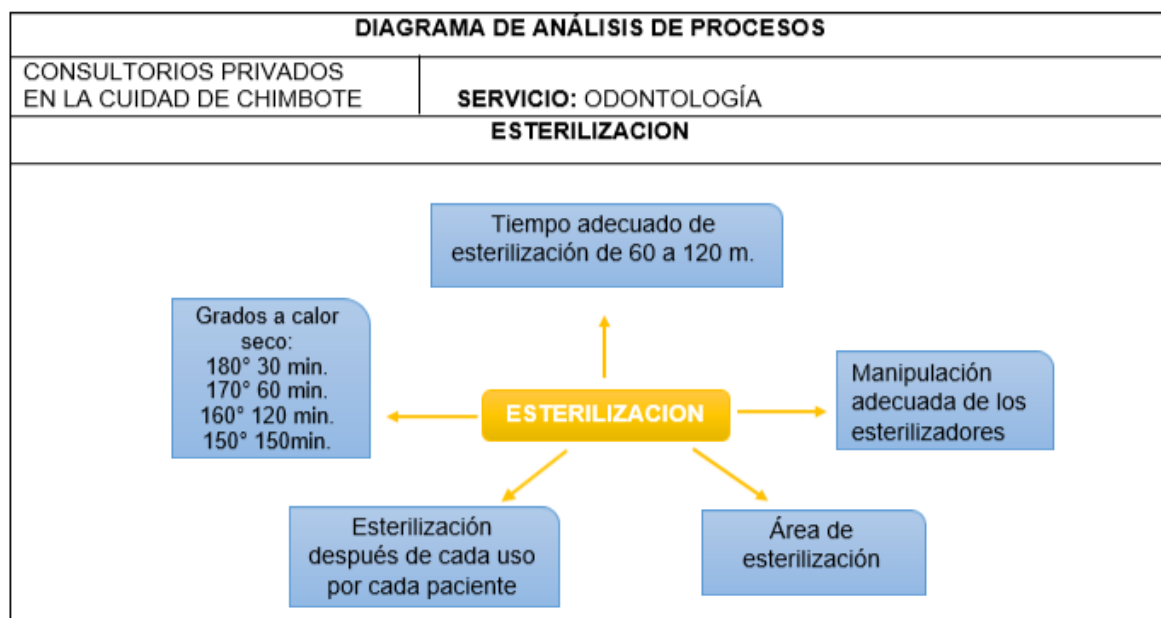 DIAGRAMA DE ANÁLISIS DE PROCESOS
CONSULTORIOS PRIVADOS
EN LA CUIDAD DE CHIMBOTE
SERVICIO: ODONTOLOGÍA
ESTERILIZACION
Tiempo adecuado de
esterilización de 60 a 120 m.
Grados a calor
seco:
180° 30 min.
170° 60 min.
160° 120 min.
150° 150min.
ESTERILIZACION
Manipulación
adecuada de los
esterilizadores
Esterilización
después de cada uso
por cada paciente
Área de
esterilización